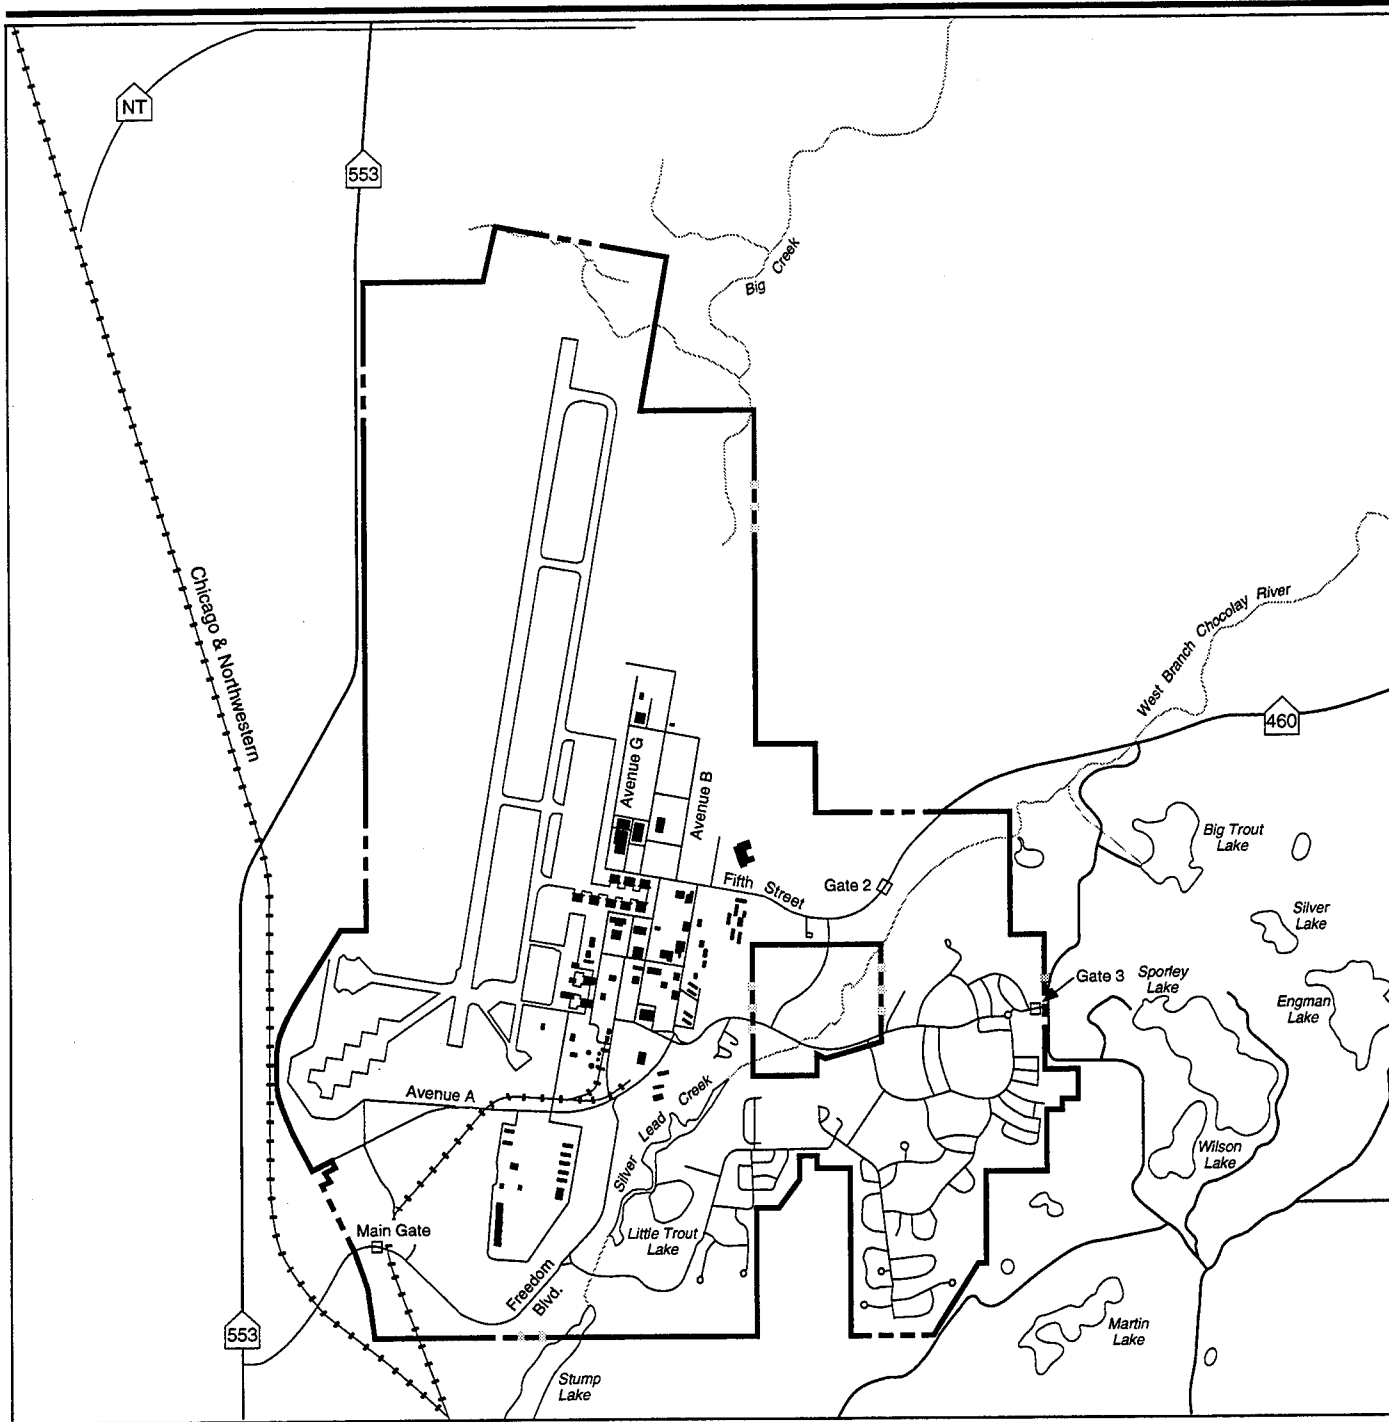 NT
553
Big Creek
Chicago & Northwestern
West Branch Chocolay River
460
Avenue G
Avenue B
Big Trout
Lake
Fifth Street
Gate 2
Silver
Lake
Gate 3
Sporley
Lake
Engman
Lake
Avenue A
Silver Lead Creek
Wilson
Lake
Main Gate
Little Trout
Lake
Freedom
Blvd.
553
Martin
Lake
Stump
Lake